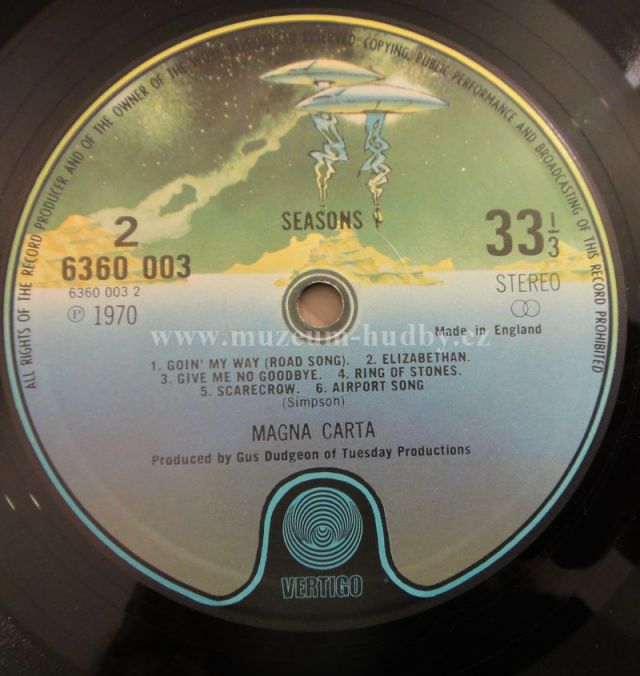 ALL RIGHTS OF THE RECORD PRODUCER AND OF THE OWNER OF THE WORK REPRODUCED RESERVED. COPYING, PUBLIC PERFORMANCE AND BROADCASTING OF THIS RECORD PROHIBITED
SEASONS
2
33 1/3
6360 003
6360 003 2
STEREO
℗ 1970
Made in England
www.muzeum-hudby.cz
1. GOIN' MY WAY (ROAD SONG). 2. ELIZABETHAN.
3. GIVE ME NO GOODBYE. 4. RING OF STONES.
5. SCARECROW. 6. AIRPORT SONG
(Simpson)
MAGNA CARTA
Produced by Gus Dudgeon of Tuesday Productions
VERTIGO